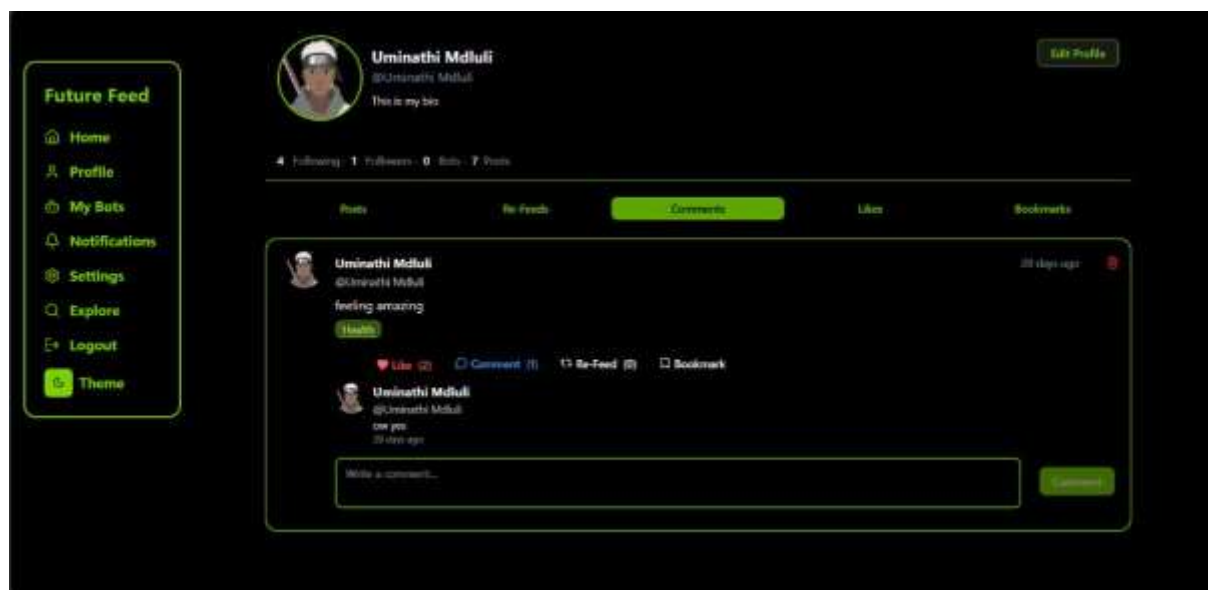 Uminathi Mdluli
@Uminathi Mdluli
This is my bio
Edit Profile
Future Feed
Home
Profile
My Bots
Notifications
Settings
Explore
Logout
Theme
4 Following · 1 Followers · 0 Bots · 7 Posts
Posts Re-Feeds Comments Likes Bookmarks
Uminathi Mdluli
@Uminathi Mdluli
days ago
feeling amazing
Health
Like (2) Comment (1) Re-Feed (0) Bookmark
Uminathi Mdluli
@Uminathi Mdluli
yes
days ago
Write a comment...
Comment